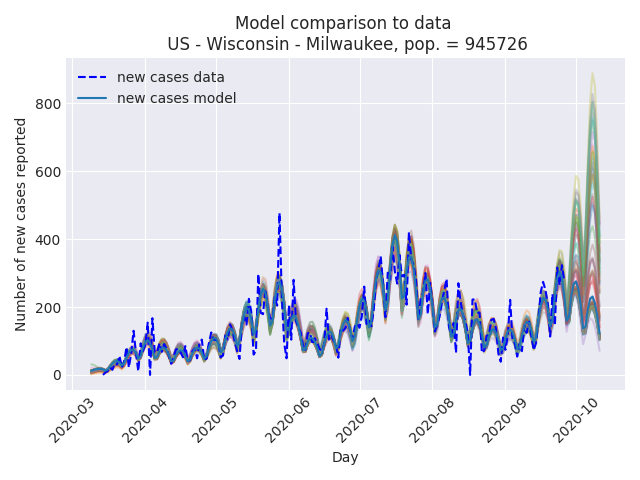 Model comparison to data
US - Wisconsin - Milwaukee, pop. = 945726
new cases data
new cases model
Number of new cases reported
800
600
400
200
0
2020-03
2020-04
2020-05
2020-06
2020-07
2020-08
2020-09
2020-10
Day